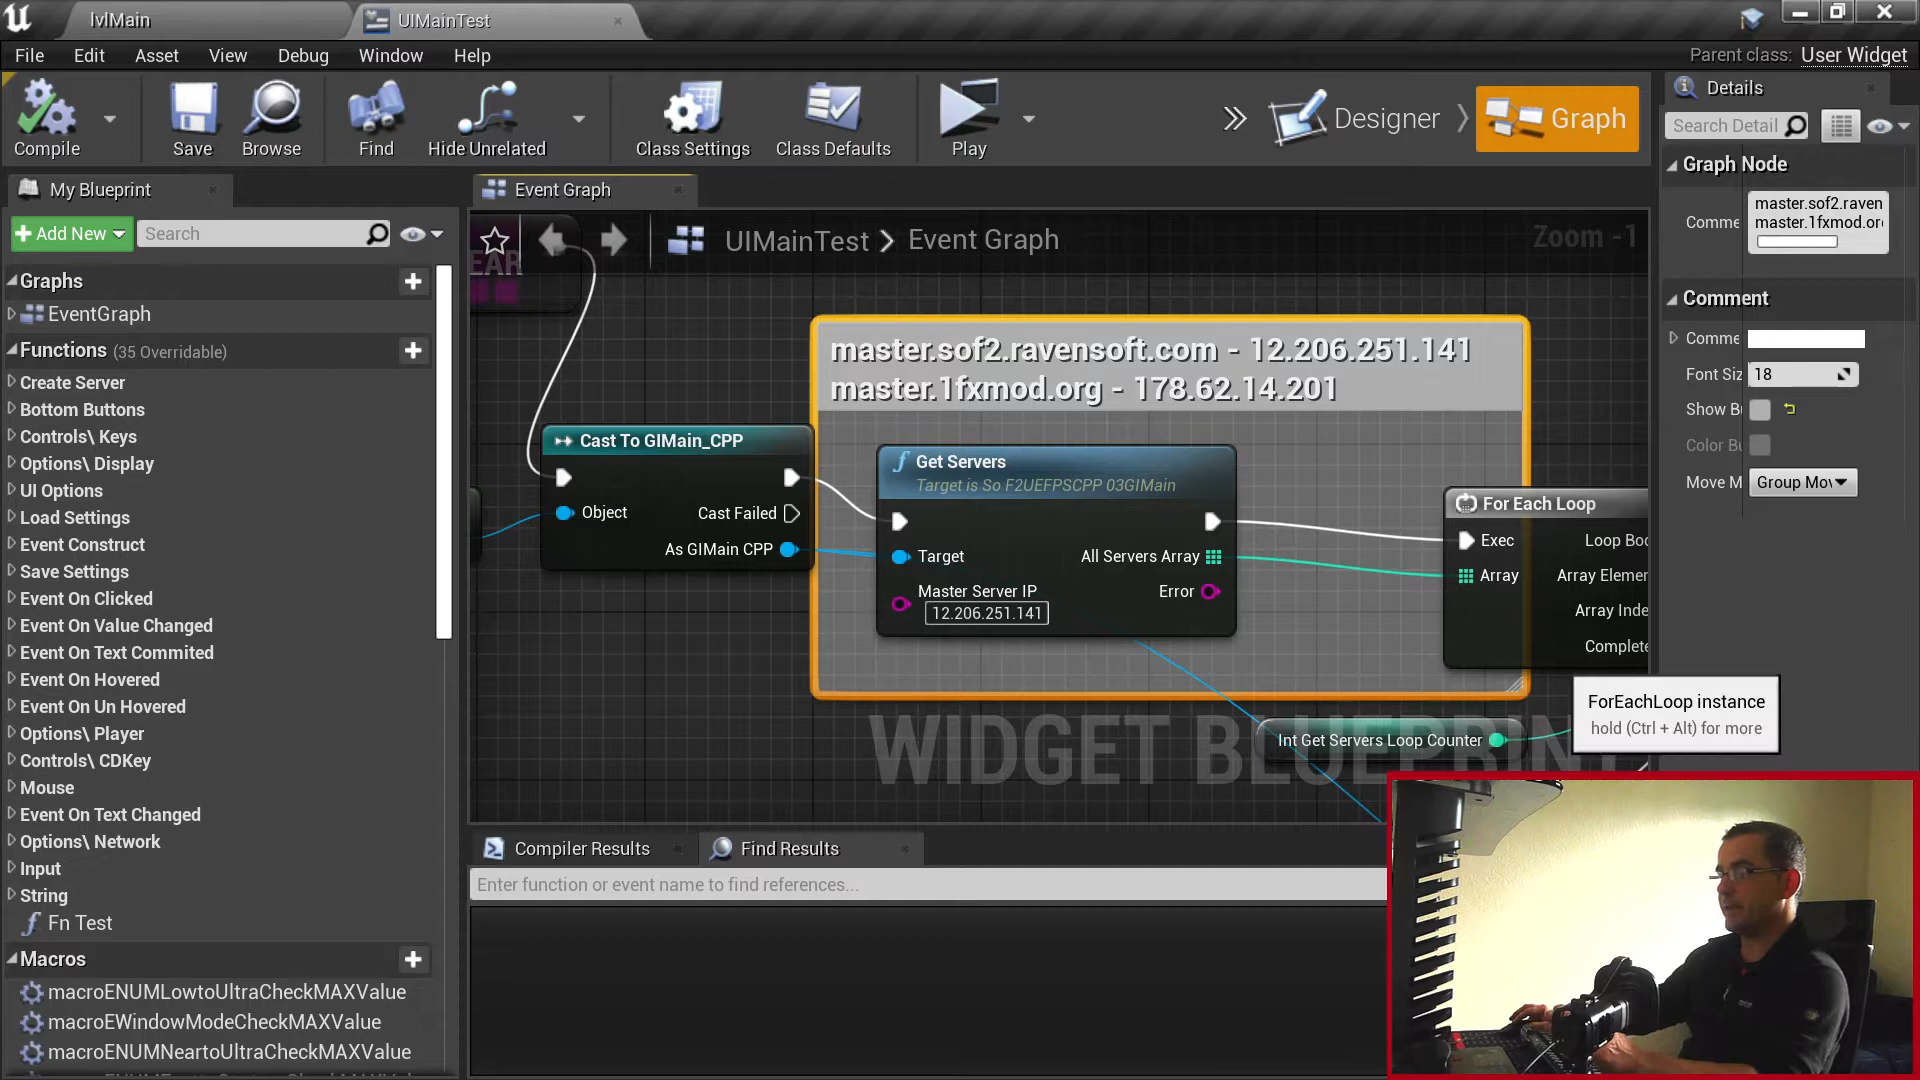 lvlMain
UIMainTest
File Edit Asset View Debug Window Help
Parent class: User Widget
Compile
Save
Browse
Find
Hide Unrelated
Class Settings
Class Defaults
Play
Designer
Graph
My Blueprint
Add New
Search
Graphs
EventGraph
Functions (35 Overridable)
Create Server
Bottom Buttons
Controls\ Keys
Options\ Display
UI Options
Load Settings
Event Construct
Save Settings
Event On Clicked
Event On Value Changed
Event On Text Commited
Event On Hovered
Event On Un Hovered
Options\ Player
Controls\ CDKey
Mouse
Event On Text Changed
Options\ Network
Input
String
Fn Test
Macros
macroENUMLowtoUltraCheckMAXValue
macroEWindowModeCheckMAXValue
macroENUMNeartoUltraCheckMAXValue
Event Graph
UIMainTest > Event Graph
Zoom -1
EAR
master.sof2.ravensoft.com - 12.206.251.141
master.1fxmod.org - 178.62.14.201
Cast To GIMain_CPP
Object
Cast Failed
As GIMain CPP
Get Servers
Target is So F2UEFPSCPP 03GIMain
Target
All Servers Array
Master Server IP
12.206.251.141
Error
For Each Loop
Exec
Loop Boc
Array
Array Elemer
Array Inde
Complete
Int Get Servers Loop Counter
WIDGET BLUEPRINT
ForEachLoop instance
hold (Ctrl + Alt) for more
Compiler Results
Find Results
Enter function or event name to find references...
Details
Search Detail
Graph Node
Comme
master.sof2.raven
master.1fxmod.or
Comment
Comme
Font Siz 18
Show B
Color Bu
Move M Group Mov